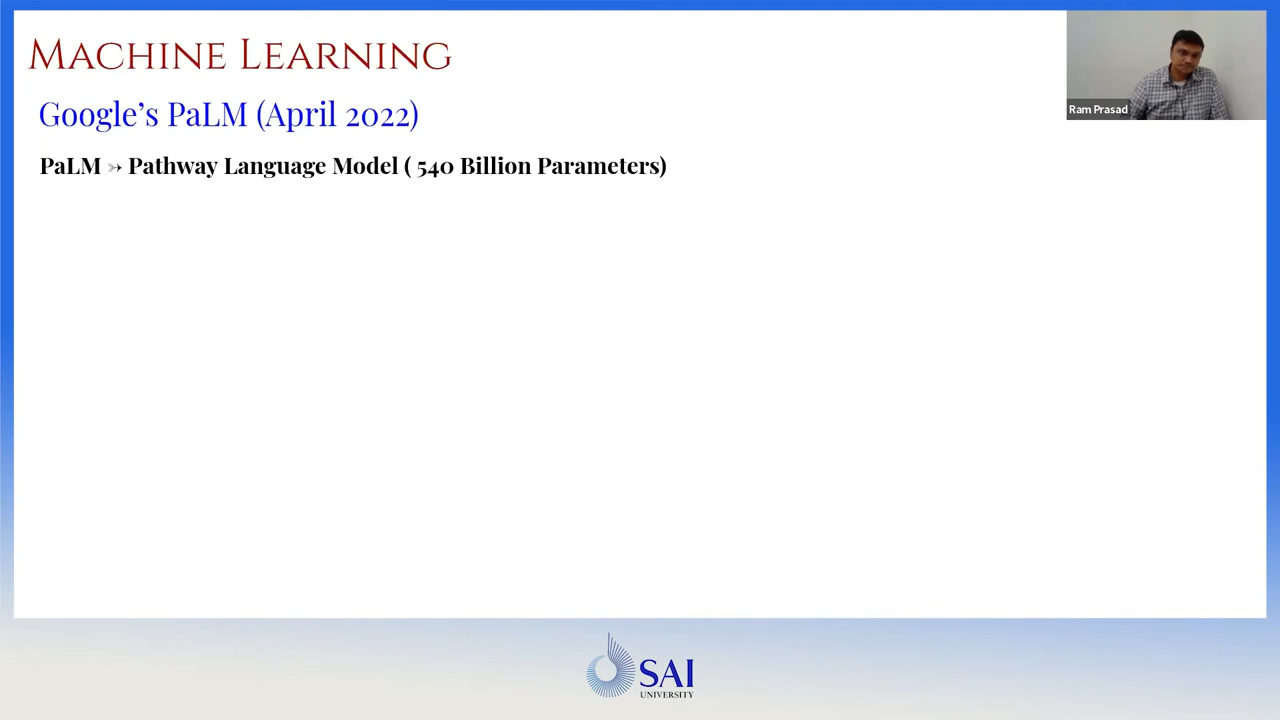 Machine Learning
Ram Prasad
Google's PaLM (April 2022)
PaLM ➳ Pathway Language Model ( 540 Billion Parameters)
SAI
UNIVERSITY